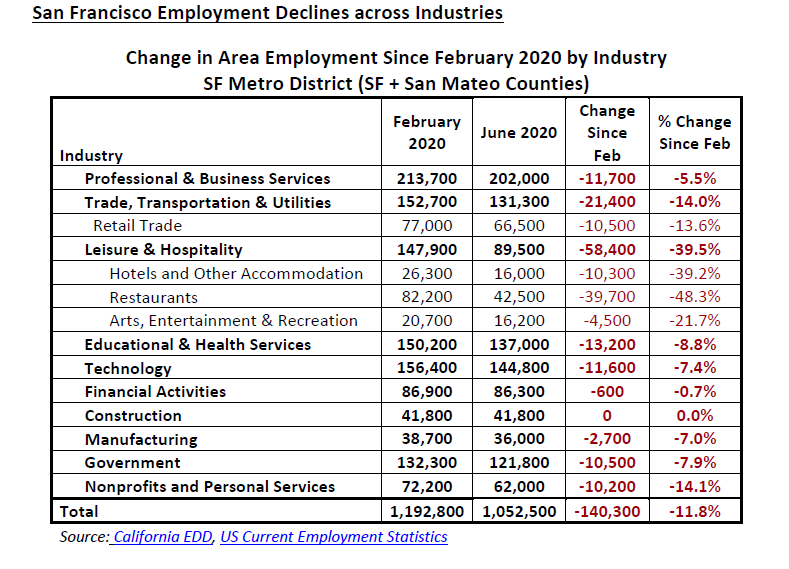 San Francisco Employment Declines across Industries
Change in Area Employment Since February 2020 by Industry
SF Metro District (SF + San Mateo Counties)
Industry February 2020 June 2020 Change Since Feb % Change Since Feb
Professional & Business Services 213,700 202,000 -11,700 -5.5%
Trade, Transportation & Utilities 152,700 131,300 -21,400 -14.0%
Retail Trade 77,000 66,500 -10,500 -13.6%
Leisure & Hospitality 147,900 89,500 -58,400 -39.5%
Hotels and Other Accommodation 26,300 16,000 -10,300 -39.2%
Restaurants 82,200 42,500 -39,700 -48.3%
Arts, Entertainment & Recreation 20,700 16,200 -4,500 -21.7%
Educational & Health Services 150,200 137,000 -13,200 -8.8%
Technology 156,400 144,800 -11,600 -7.4%
Financial Activities 86,900 86,300 -600 -0.7%
Construction 41,800 41,800 0 0.0%
Manufacturing 38,700 36,000 -2,700 -7.0%
Government 132,300 121,800 -10,500 -7.9%
Nonprofits and Personal Services 72,200 62,000 -10,200 -14.1%
Total 1,192,800 1,052,500 -140,300 -11.8%
Source: California EDD, US Current Employment Statistics